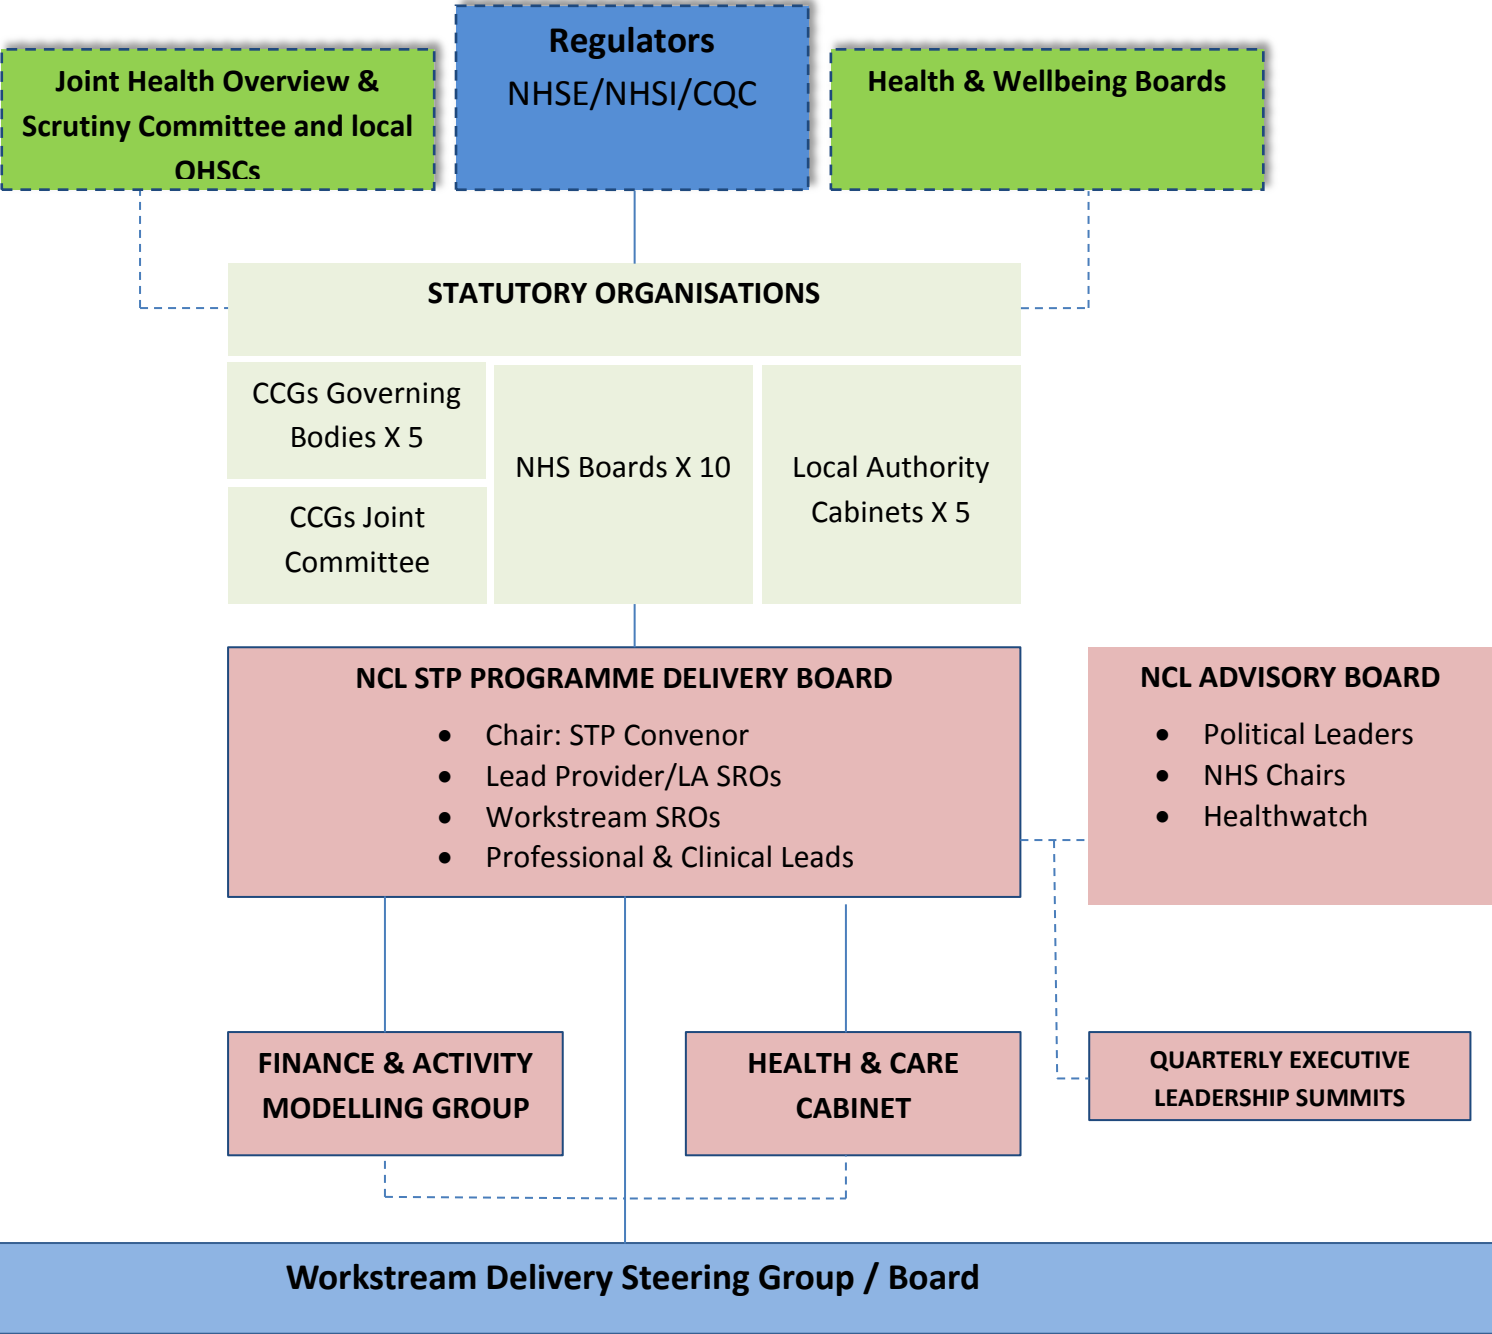 Joint Health Overview &
Scrutiny Committee and local
OHSCs
Regulators
NHSE/NHSI/CQC
Health & Wellbeing Boards
STATUTORY ORGANISATIONS
CCGs Governing
Bodies X 5
CCGs Joint
Committee
NHS Boards X 10
Local Authority
Cabinets X 5
NCL STP PROGRAMME DELIVERY BOARD
• Chair: STP Convenor
• Lead Provider/LA SROs
• Workstream SROs
• Professional & Clinical Leads
NCL ADVISORY BOARD
• Political Leaders
• NHS Chairs
• Healthwatch
FINANCE & ACTIVITY
MODELLING GROUP
HEALTH & CARE
CABINET
QUARTERLY EXECUTIVE
LEADERSHIP SUMMITS
Workstream Delivery Steering Group / Board